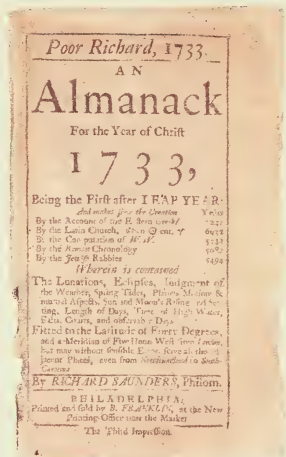 Poor Richard, 1733.
AN
Almanack
For the Year of Christ
1733,
Being the First after LEAP YEAR:
And makes since the Creation Years
By the Account of the Eastern
By the Latin Church, when ☉ ent. ♈ 6932
By the Computation of W.W. 5742
By the Roman Chronology 5682
By the Jewish Rabbies 5494
Wherein is contained
The Lunations, Eclipses, Judgment of
the Weather, Spring Tides, Planets Motions &
mutual Aspects, Sun and Moon's Rising and Set-
ting, Length of Days, Time of High Water,
Fairs, Courts, and observable Days
Fitted to the Latitude of Forty Degrees,
and a Meridian of Five Hours West from London,
but may without sensible Error, serve all the
jacent Places, even from Newfoundland to South-
Carolina
By RICHARD SAUNDERS, Philom.
PHILADELPHIA:
Printed and sold by B. FRANKLIN, at the New
Printing-Office near the Market
The Third Impression.